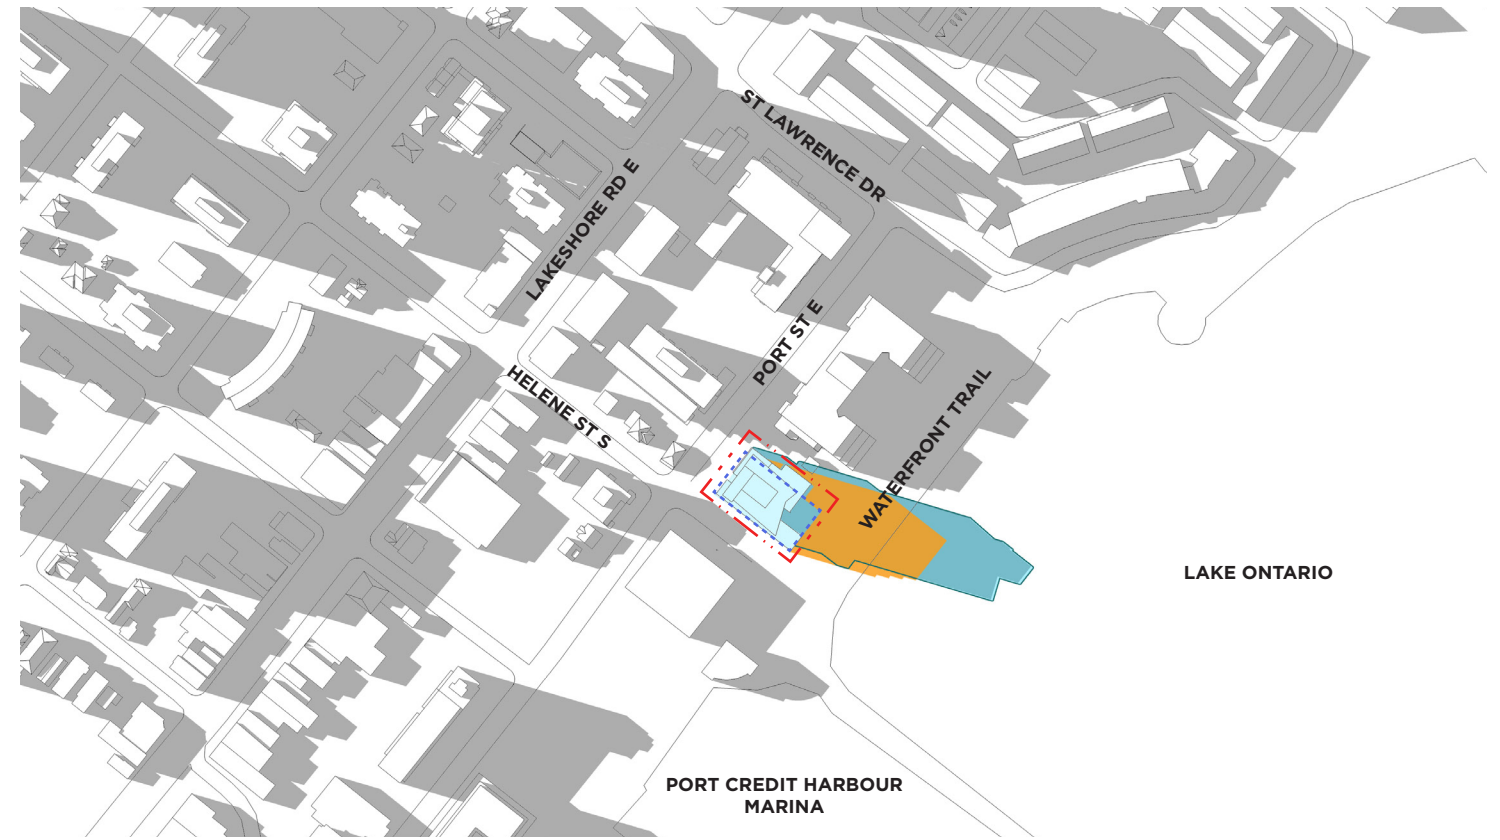 ST LAWRENCE DR
LAKESHORE RD E
PORT ST E
HELENE ST S
WATERFRONT TRAIL
LAKE ONTARIO
PORT CREDIT HARBOUR
MARINA